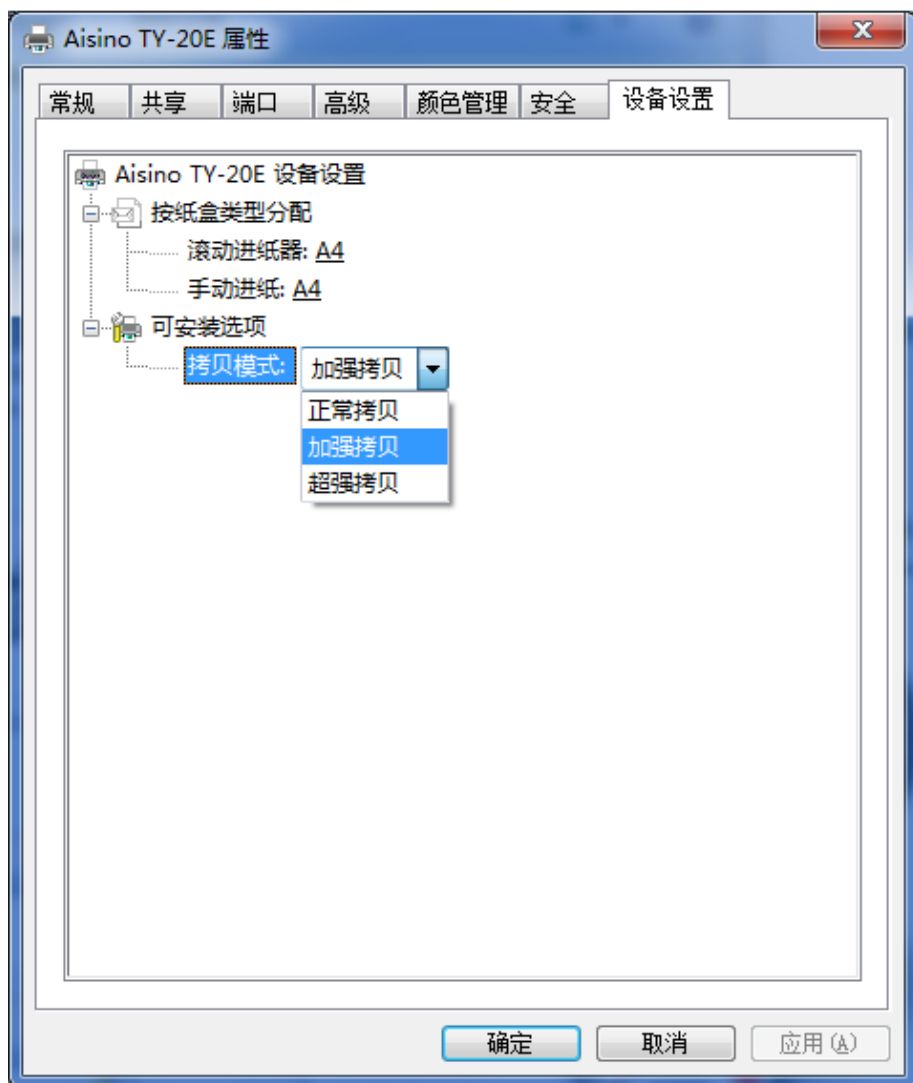 Aisino TY-20E 属性
常规 共享 端口 高级 颜色管理 安全 设备设置
Aisino TY-20E 设备设置
按纸盒类型分配
滚动进纸器: A4
手动进纸: A4
可安装选项
拷贝模式: 加强拷贝
正常拷贝
加强拷贝
超强拷贝
确定 取消 应用(A)